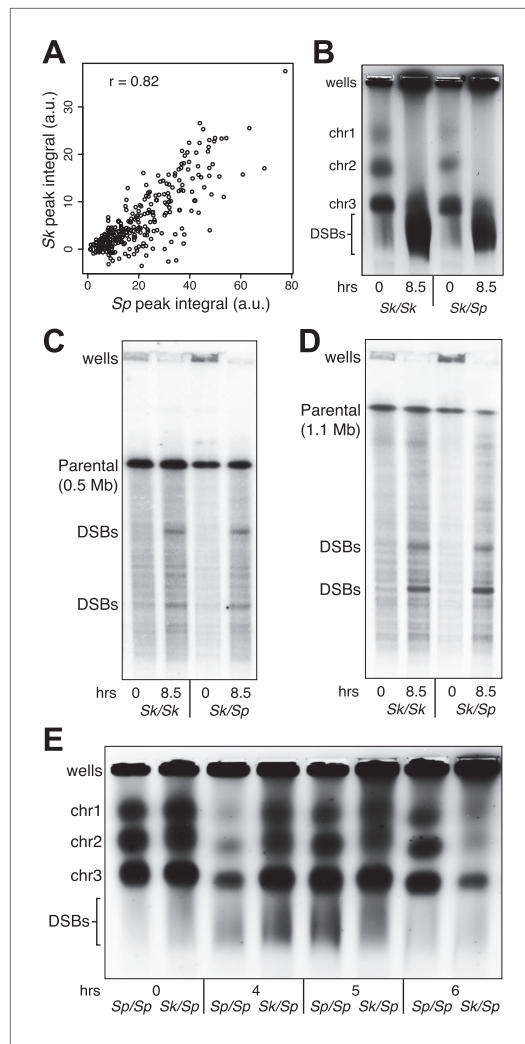 A
r = 0.82
Sk peak integral (a.u.)
30
20
10
0
0 20 40 60 80
Sp peak integral (a.u.)
B
wells
chr1
chr2
chr3
DSBs
hrs 0 8.5 0 8.5
Sk/Sk Sk/Sp
C
wells
Parental
(0.5 Mb)
DSBs
DSBs
hrs 0 8.5 0 8.5
Sk/Sk Sk/Sp
D
wells
Parental
(1.1 Mb)
DSBs
DSBs
hrs 0 8.5 0 8.5
Sk/Sk Sk/Sp
E
wells
chr1
chr2
chr3
DSBs
hrs 0 4 5 6
Sp/Sp Sk/Sp Sp/Sp Sk/Sp Sp/Sp Sk/Sp Sp/Sp Sk/Sp